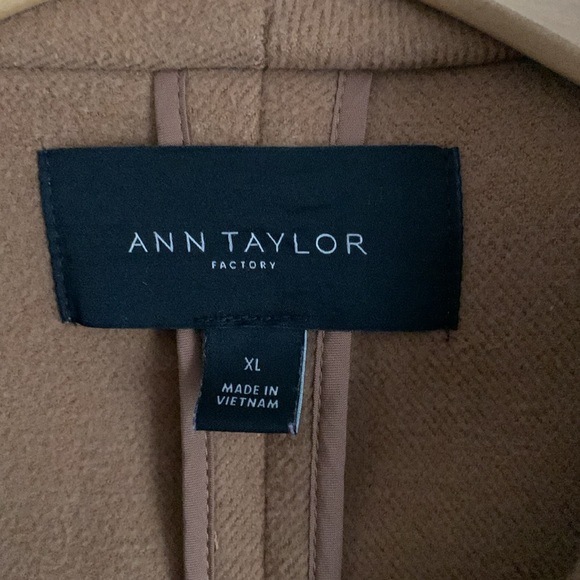 ANN TAYLOR
FACTORY
XL
MADE IN
VIETNAM